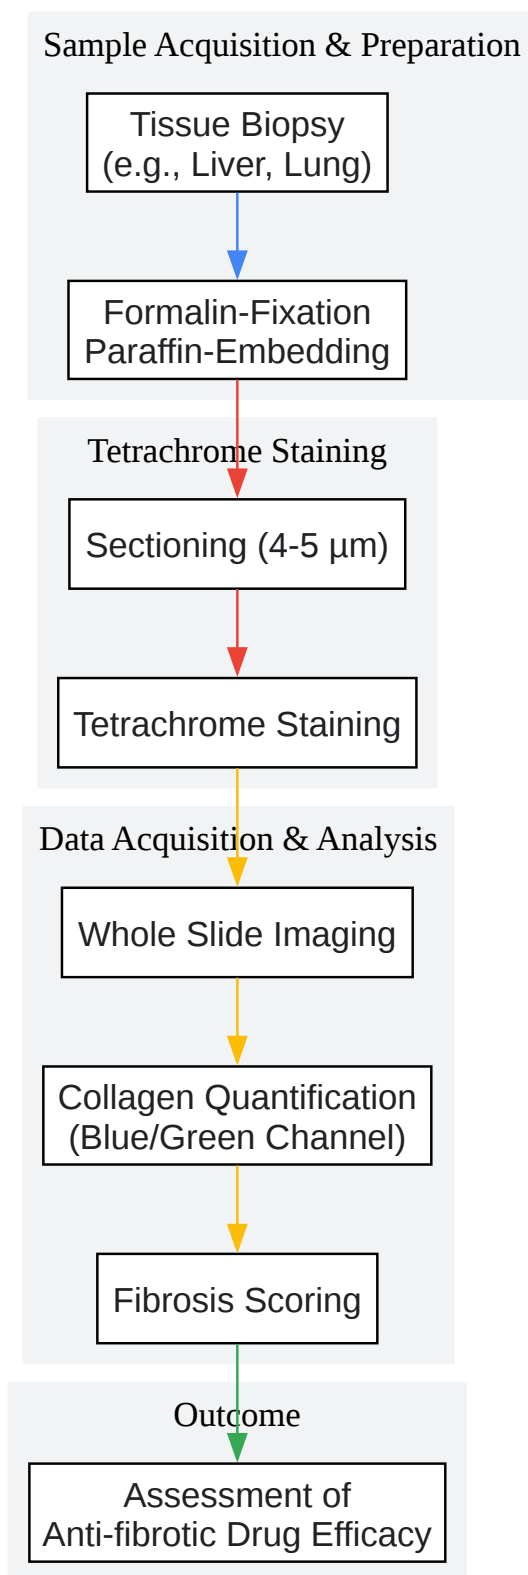 Sample Acquisition & Preparation
Tissue Biopsy
(e.g., Liver, Lung)
Formalin-Fixation
Paraffin-Embedding
Tetrachrome Staining
Sectioning (4-5 µm)
Tetrachrome Staining
Data Acquisition & Analysis
Whole Slide Imaging
Collagen Quantification
(Blue/Green Channel)
Fibrosis Scoring
Outcome
Assessment of
Anti-fibrotic Drug Efficacy